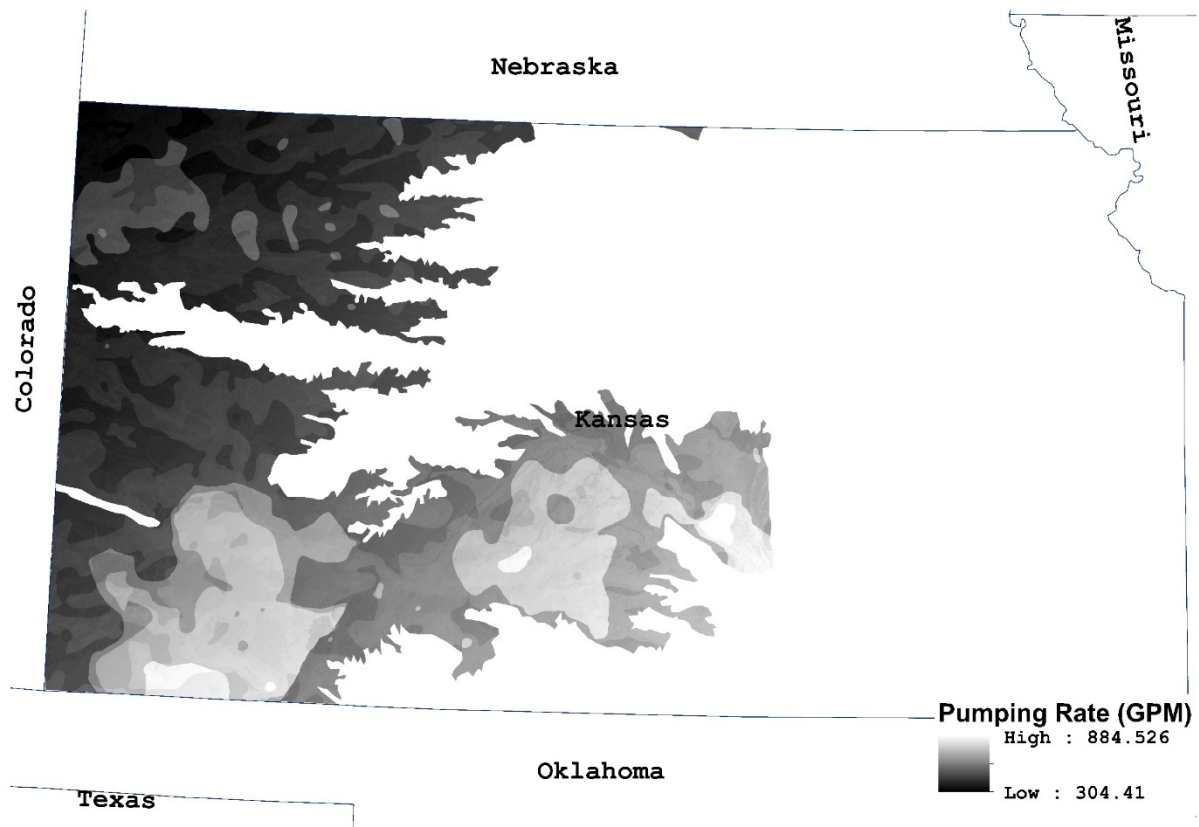 Nebraska
Missouri
Colorado
Kansas
Pumping Rate (GPM)
High : 884.526
Low : 304.41
Oklahoma
Texas